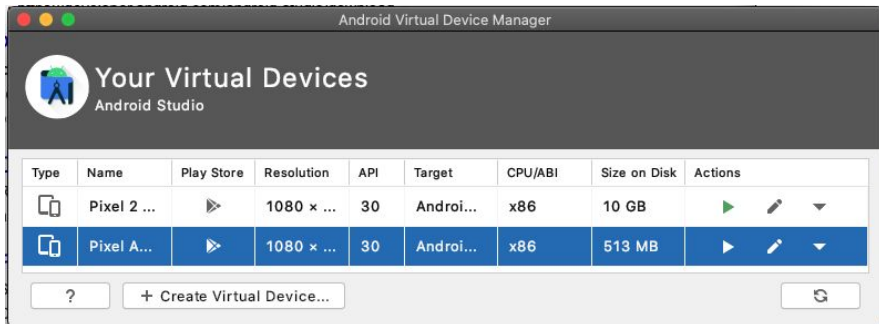 Android Virtual Device Manager
Your Virtual Devices
Android Studio
Type Name Play Store Resolution API Target CPU/ABI Size on Disk Actions
Pixel 2 ... 1080 × ... 30 Androi... x86 10 GB
Pixel A... 1080 × ... 30 Androi... x86 513 MB
? + Create Virtual Device...